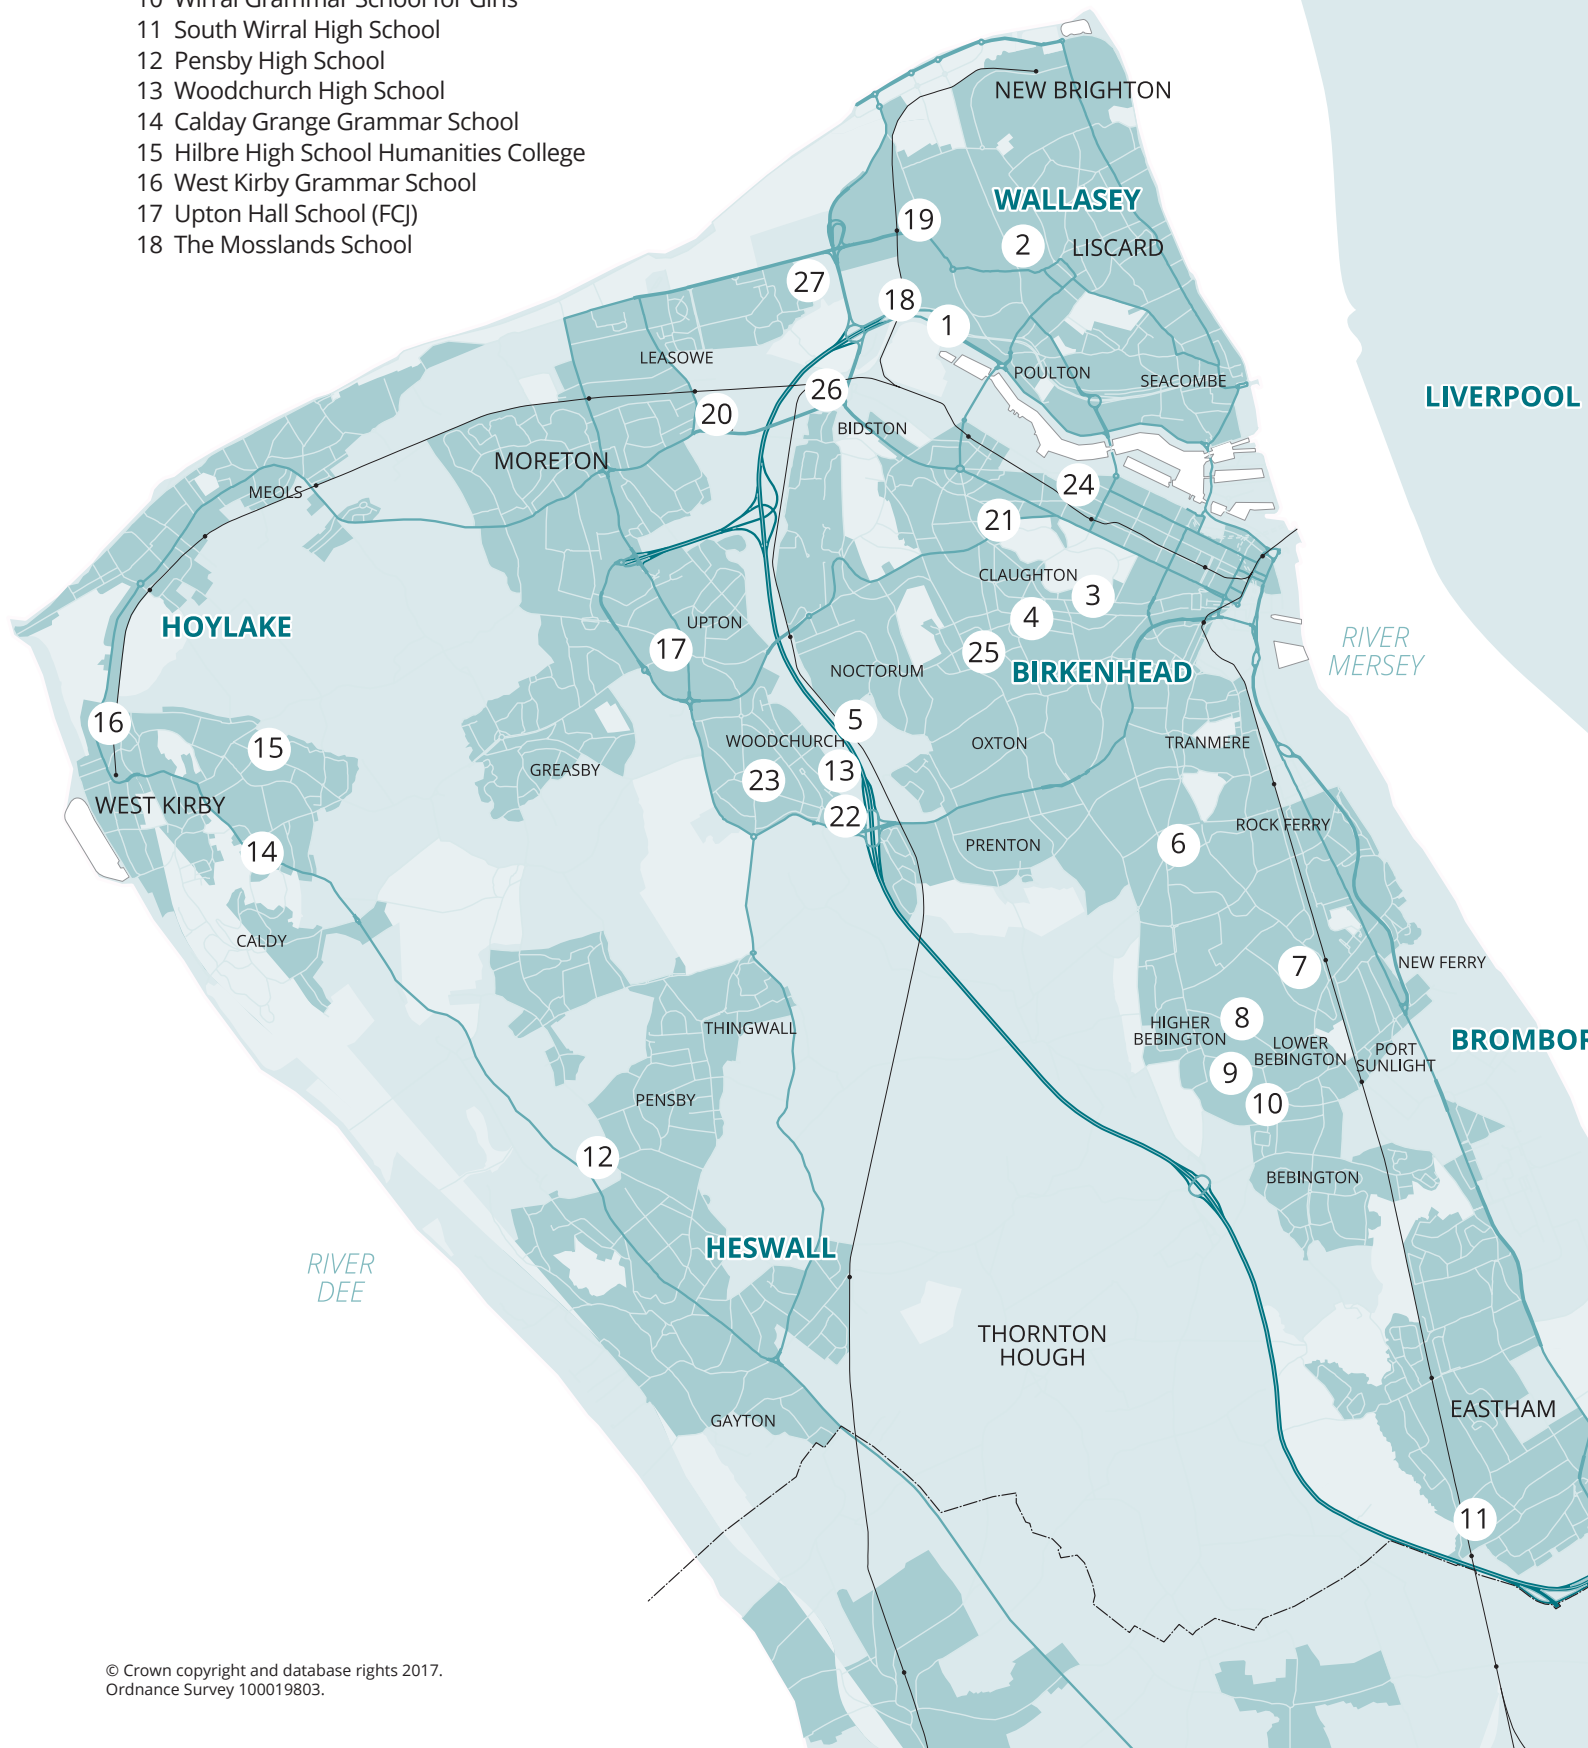 10 Wirral Grammar School for Girls
11 South Wirral High School
12 Pensby High School
13 Woodchurch High School
14 Calday Grange Grammar School
15 Hilbre High School Humanities College
16 West Kirby Grammar School
17 Upton Hall School (FCJ)
18 The Mosslands School
NEW BRIGHTON
WALLASEY
19
2
LISCARD
27
18
1
LEASOWE
POULTON
SEACOMBE
LIVERPOOL
26
20
BIDSTON
MORETON
MEOLS
24
21
CLAUGHTON
3
4
HOYLAKE
UPTON
17
25
RIVER
MERSEY
NOCTORUM
BIRKENHEAD
16
5
15
WOODCHURCH
OXTON
TRANMERE
GREASBY
13
23
WEST KIRBY
22
ROCK FERRY
14
PRENTON
6
CALDY
7
NEW FERRY
THINGWALL
8
HIGHER
BEBINGTON
LOWER
BEBINGTON
PORT
SUNLIGHT
9
PENSBY
10
12
BEBINGTON
HESWALL
RIVER
DEE
THORNTON
HOUGH
GAYTON
EASTHAM
11
© Crown copyright and database rights 2017.
Ordnance Survey 100019803.